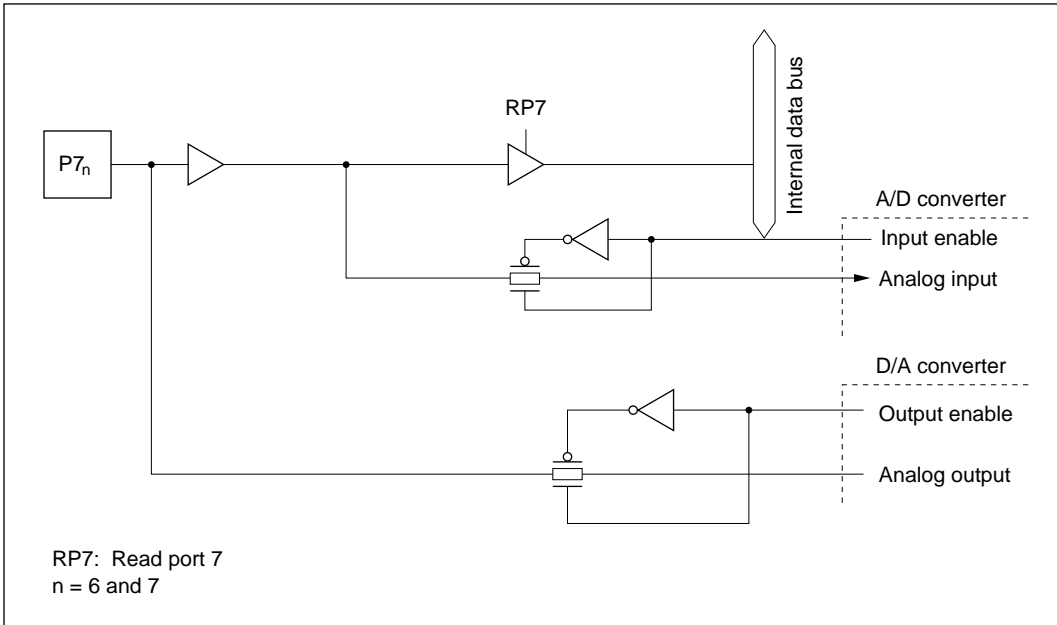 RP7
P7n
Internal data bus
A/D converter
Input enable
Analog input
D/A converter
Output enable
Analog output
RP7: Read port 7
n = 6 and 7